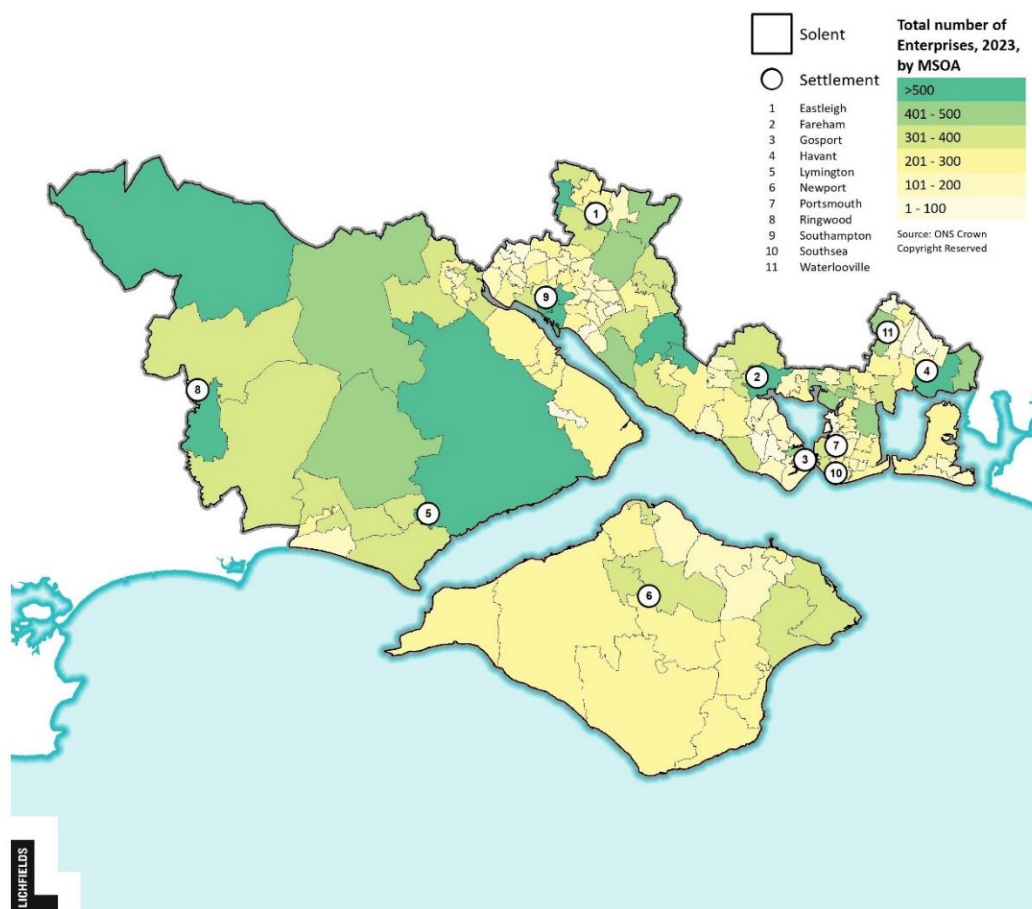 Solent
Settlement
1 Eastleigh
2 Fareham
3 Gosport
4 Havant
5 Lymington
6 Newport
7 Portsmouth
8 Ringwood
9 Southampton
10 Southsea
11 Waterlooville
Total number of
Enterprises, 2023,
by MSOA
>500
401 - 500
301 - 400
201 - 300
101 - 200
1 - 100
Source: ONS Crown
Copyright Reserved
1
9
11
2
4
8
7
3
10
5
6
LICHFIELDS